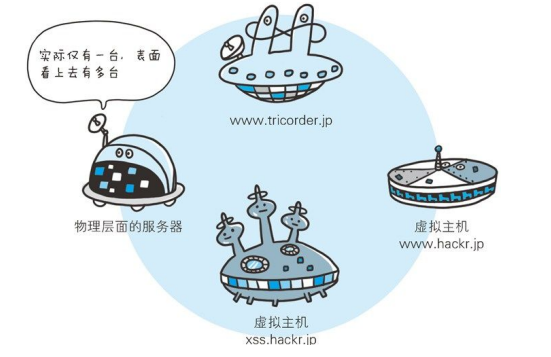 实际仅有一台，表面
看上去有多台
www.tricorder.jp
物理层面的服务器
虚拟主机
www.hackr.jp
虚拟主机
xss.hackr.jp